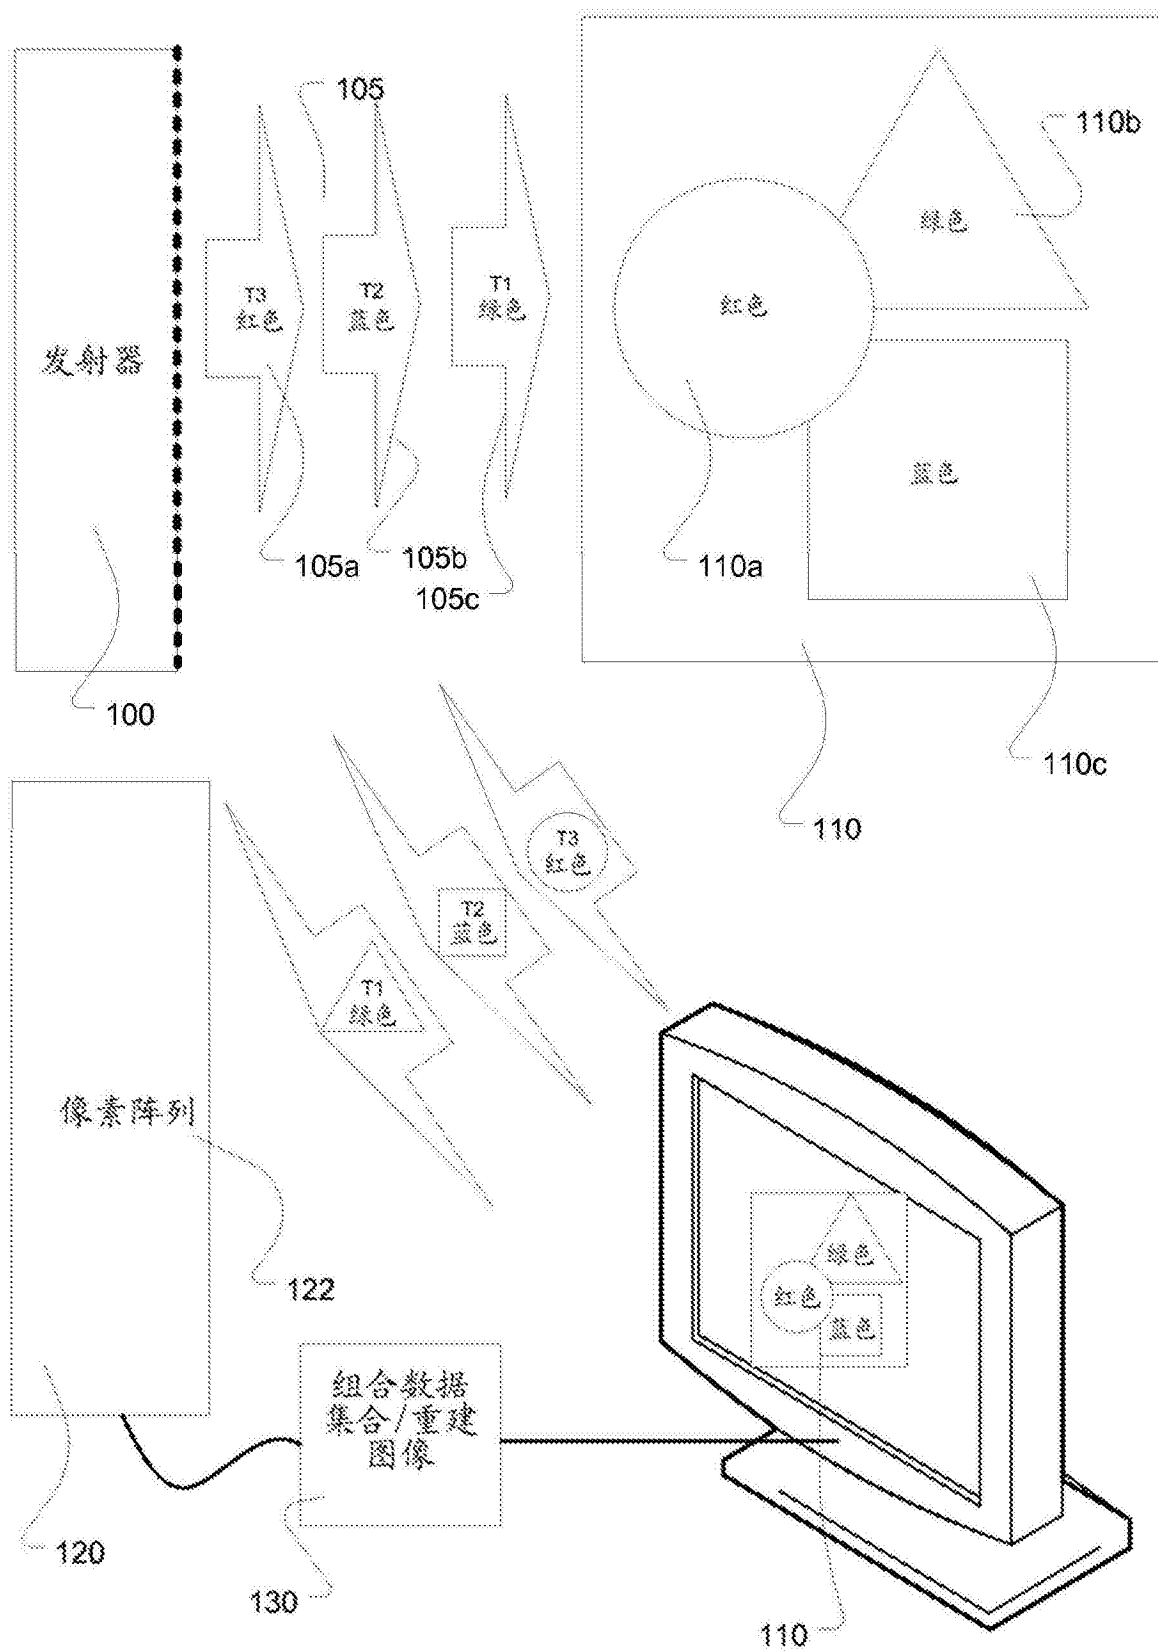 105
110b
绿色
T3
红色
T2
蓝色
T1
绿色
红色
发射器
蓝色
105a
105b
105c
110a
100
110c
110
T3
红色
T2
蓝色
T1
绿色
像素阵列
122
绿色
红色
蓝色
组合数据
集合/重建
图像
120
130
110